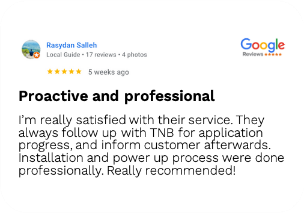 Rasydan Salleh
Local Guide • 17 reviews • 4 photos
Google
Reviews ★★★★★
★★★★★ 5 weeks ago
Proactive and professional
I'm really satisfied with their service. They
always follow up with TNB for application
progress, and inform customer afterwards.
Installation and power up process were done
professionally. Really recommended!